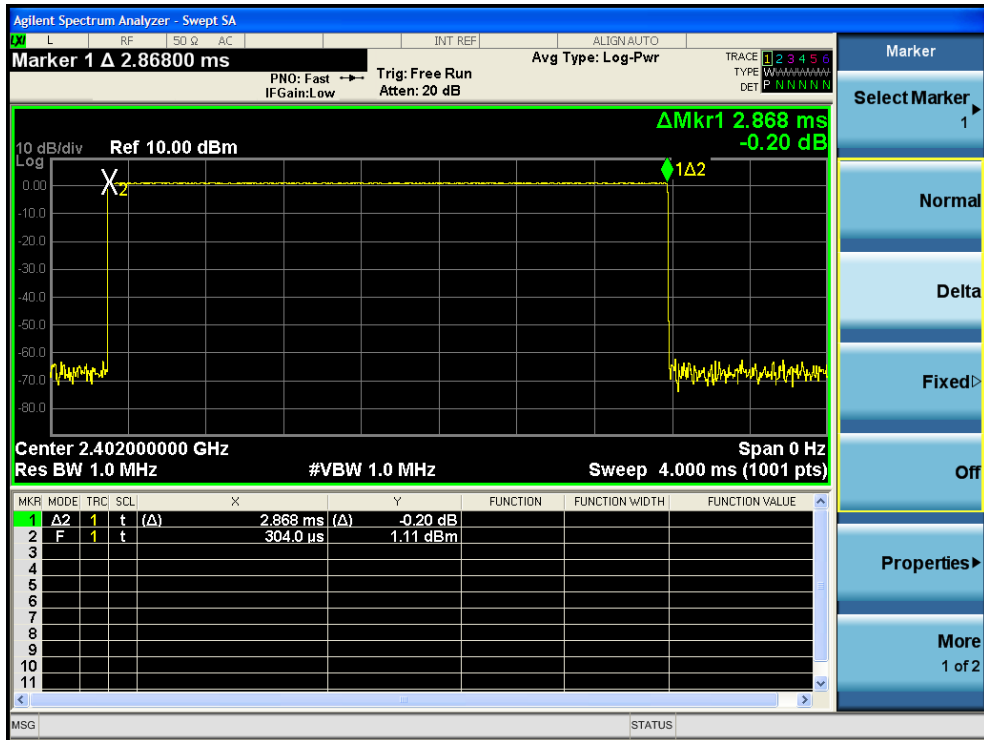 Agilent Spectrum Analyzer - Swept SA
LXI L RF 50 Ω AC INT REF ALIGN AUTO
Marker 1 Δ 2.86800 ms
PNO: Fast
IFGain:Low
Trig: Free Run
Atten: 20 dB
Avg Type: Log-Pwr
TRACE 1 2 3 4 5 6
TYPE WWWWWW
DET P N N N N N
ΔMkr1 2.868 ms
-0.20 dB
10 dB/div Ref 10.00 dBm
Log
0.00
-10.0
-20.0
-30.0
-40.0
-50.0
-60.0
-70.0
-80.0
X2
1Δ2
Center 2.402000000 GHz Span 0 Hz
Res BW 1.0 MHz #VBW 1.0 MHz Sweep 4.000 ms (1001 pts)
MKR MODE TRC SCL X Y FUNCTION FUNCTION WIDTH FUNCTION VALUE
1 Δ2 1 t (Δ) 2.868 ms (Δ) -0.20 dB
2 F 1 t 304.0 µs 1.11 dBm
3
4
5
6
7
8
9
10
11
MSG STATUS
Marker
Select Marker
1
Normal
Delta
Fixed
Off
Properties
More
1 of 2